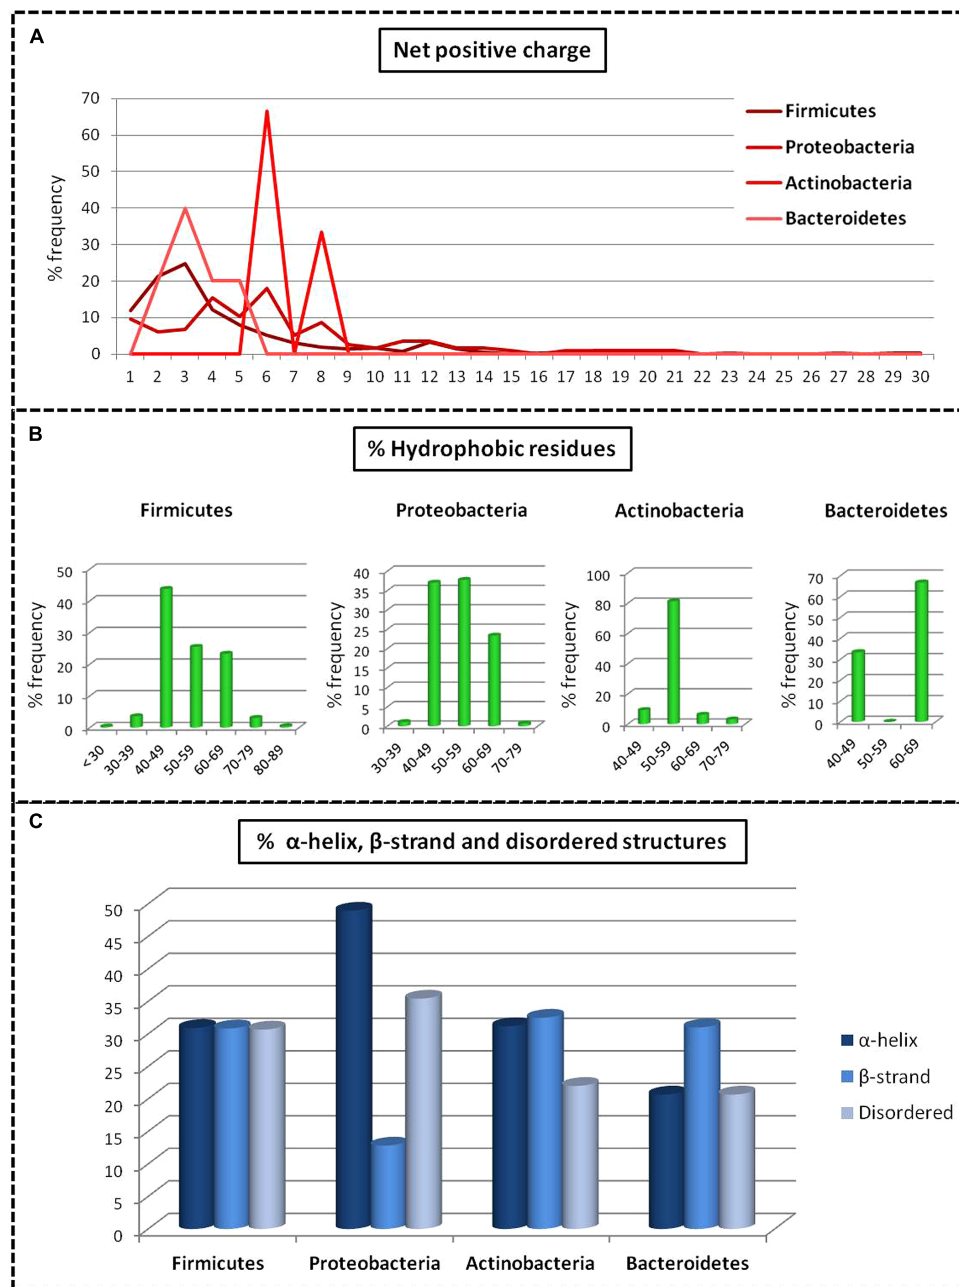 A
Net positive charge
% frequency
70
60
50
40
30
20
10
0
1 2 3 4 5 6 7 8 9 10 11 12 13 14 15 16 17 18 19 20 21 22 23 24 25 26 27 28 29 30
Firmicutes
Proteobacteria
Actinobacteria
Bacteroidetes
B
% Hydrophobic residues
Firmicutes
% frequency
50
40
30
20
10
0
<30 30-39 40-49 50-59 60-69 70-79 80-89
Proteobacteria
% frequency
40
35
30
25
20
15
10
5
0
30-39 40-49 50-59 60-69 70-79
Actinobacteria
% frequency
100
80
60
40
20
0
40-49 50-59 60-69 70-79
Bacteroidetes
% frequency
70
60
50
40
30
20
10
0
40-49 50-59 60-69
C
% α-helix, β-strand and disordered structures
50
45
40
35
30
25
20
15
10
5
0
Firmicutes Proteobacteria Actinobacteria Bacteroidetes
α-helix
β-strand
Disordered